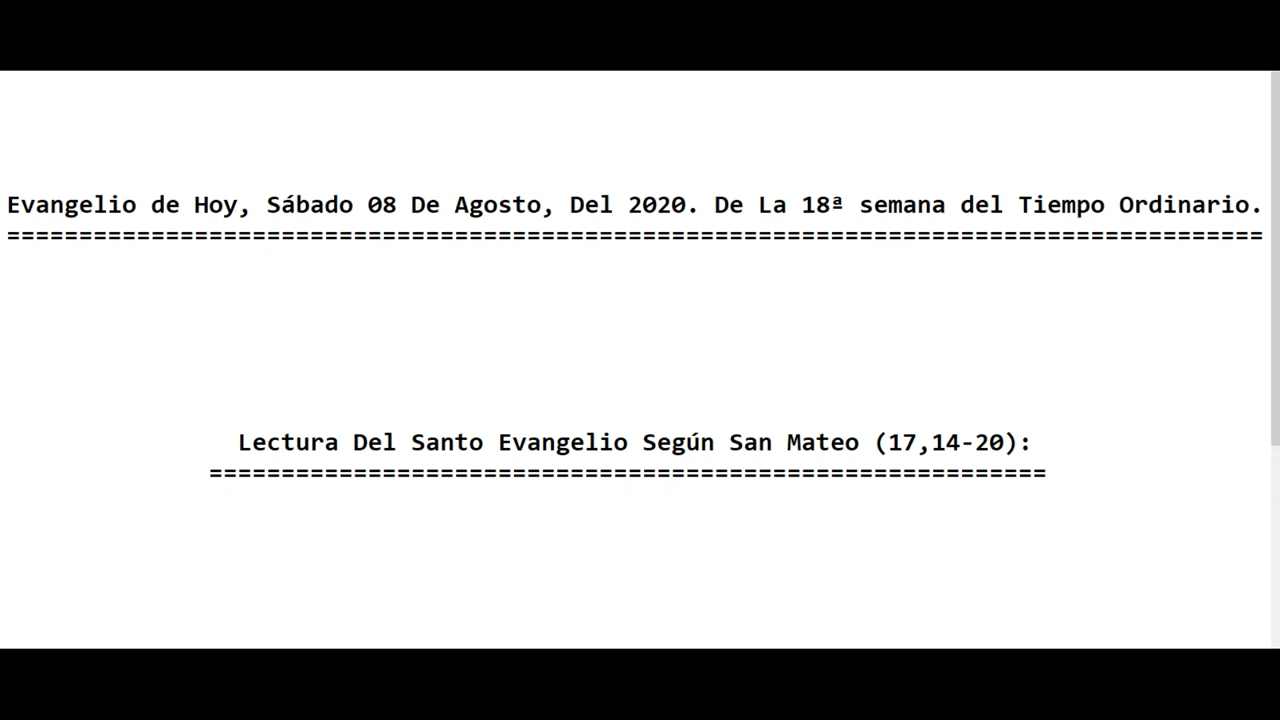 Evangelio de Hoy, Sábado 08 De Agosto, Del 2020. De La 18ª semana del Tiempo Ordinario.
=======================================================================================
Lectura Del Santo Evangelio Según San Mateo (17,14-20):
==========================================================